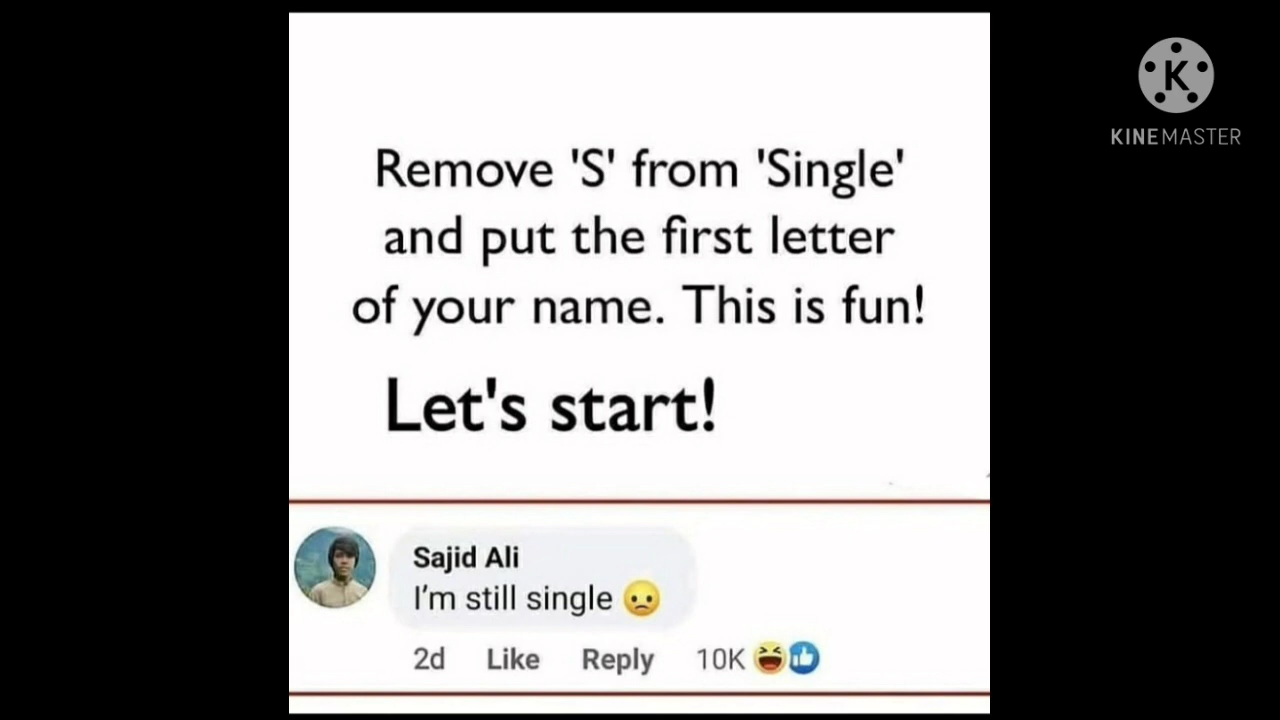 Remove 'S' from 'Single'
and put the first letter
of your name. This is fun!
Let's start!
Sajid Ali
I'm still single 😞
2d Like Reply 10K 😆👍
K
KINEMASTER